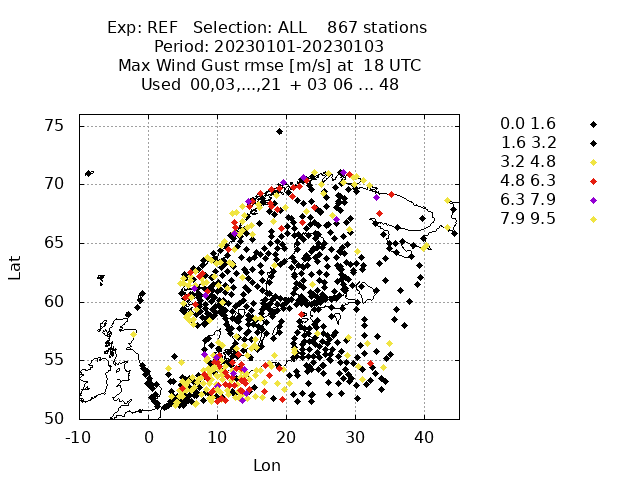 Exp: REF   Selection: ALL    867 stations
Period: 20230101-20230103
Max Wind Gust rmse [m/s] at  18 UTC
Used  00,03,...,21  + 03 06 ... 48
75
70
65
60
55
50
Lat
-10 0 10 20 30 40
Lon
0.0 1.6
1.6 3.2
3.2 4.8
4.8 6.3
6.3 7.9
7.9 9.5